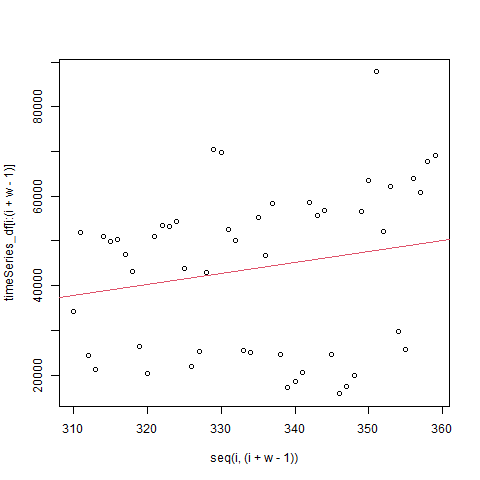 timeSeries_df[i:(i + w - 1)]
80000
60000
40000
20000
310 320 330 340 350 360
seq(i, (i + w - 1))